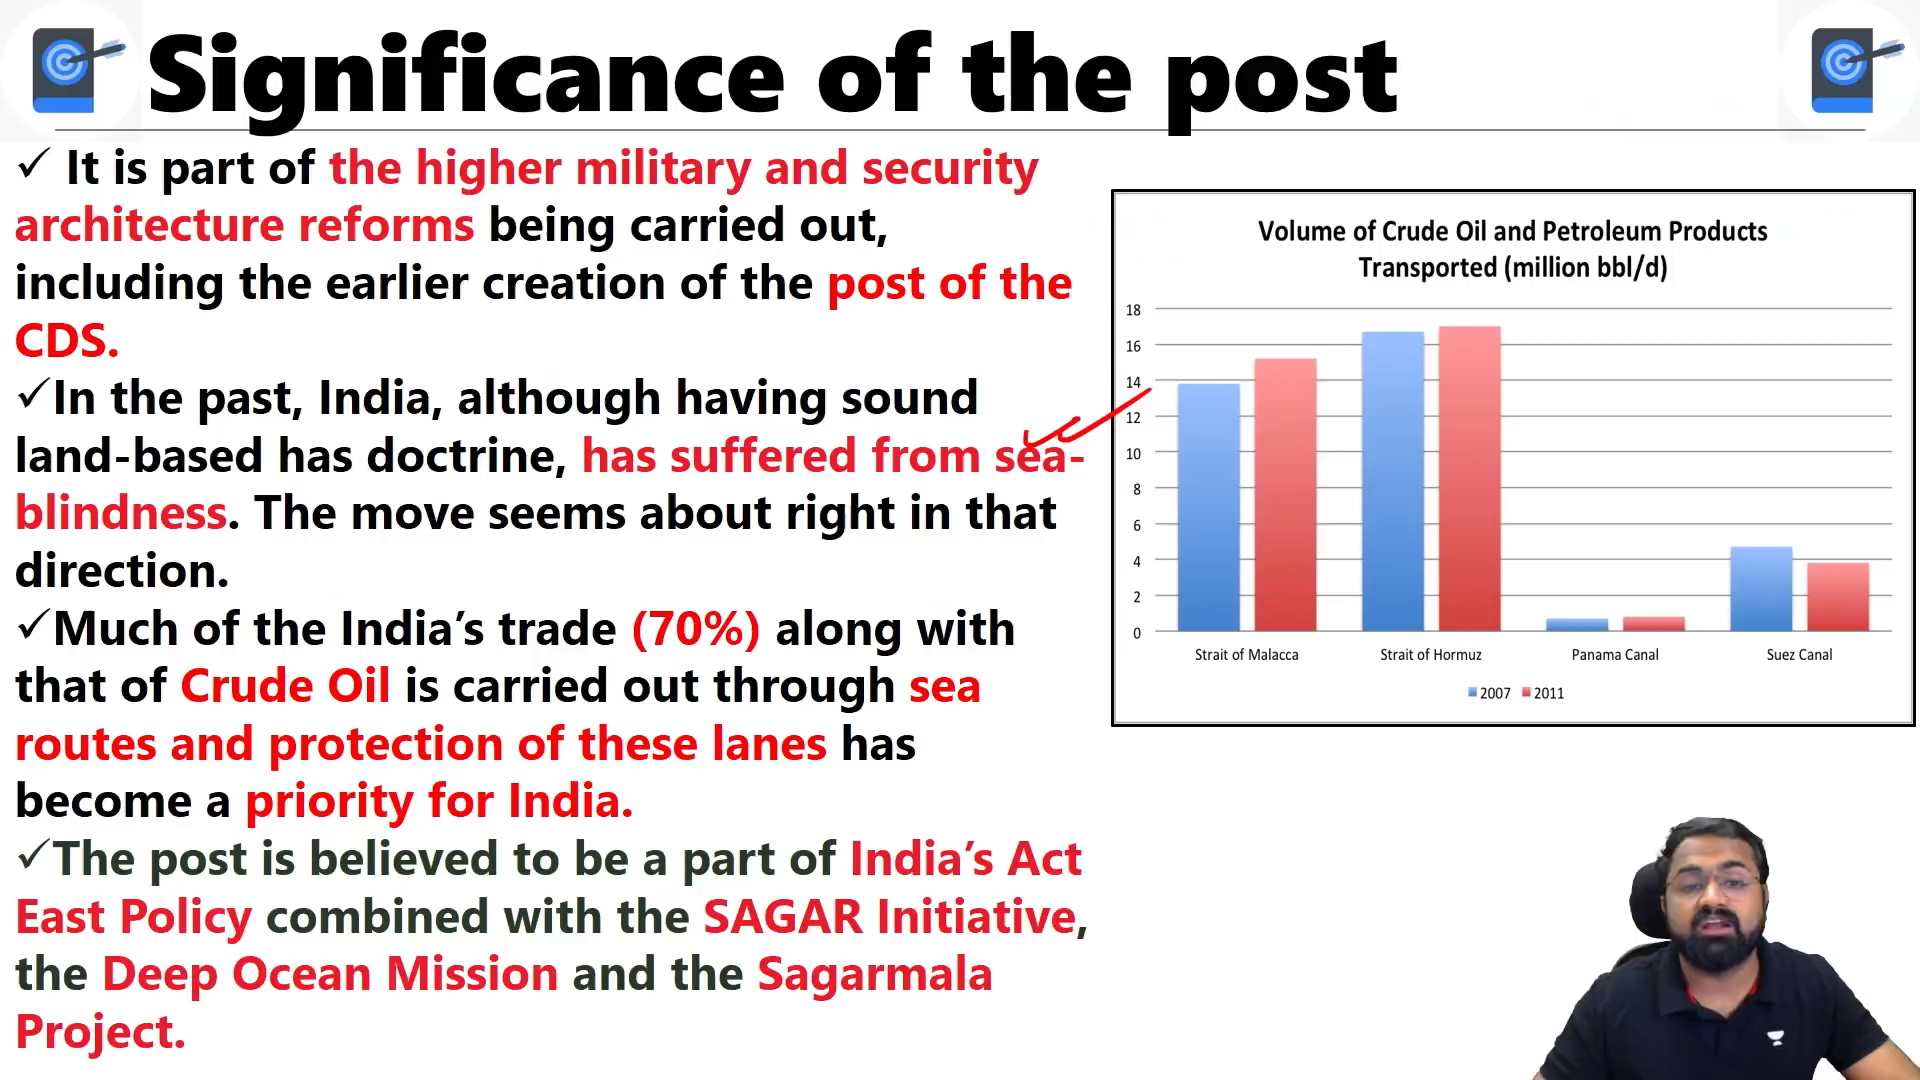 Significance of the post
✓ It is part of the higher military and security
architecture reforms being carried out,
including the earlier creation of the post of the
CDS.
✓In the past, India, although having sound
land-based has doctrine, has suffered from sea-
blindness. The move seems about right in that
direction.
✓Much of the India’s trade (70%) along with
that of Crude Oil is carried out through sea
routes and protection of these lanes has
become a priority for India.
✓The post is believed to be a part of India’s Act
East Policy combined with the SAGAR Initiative,
the Deep Ocean Mission and the Sagarmala
Project.
Volume of Crude Oil and Petroleum Products
Transported (million bbl/d)
18
16
14
12
10
8
6
4
2
0
Strait of Malacca Strait of Hormuz Panama Canal Suez Canal
2007 2011